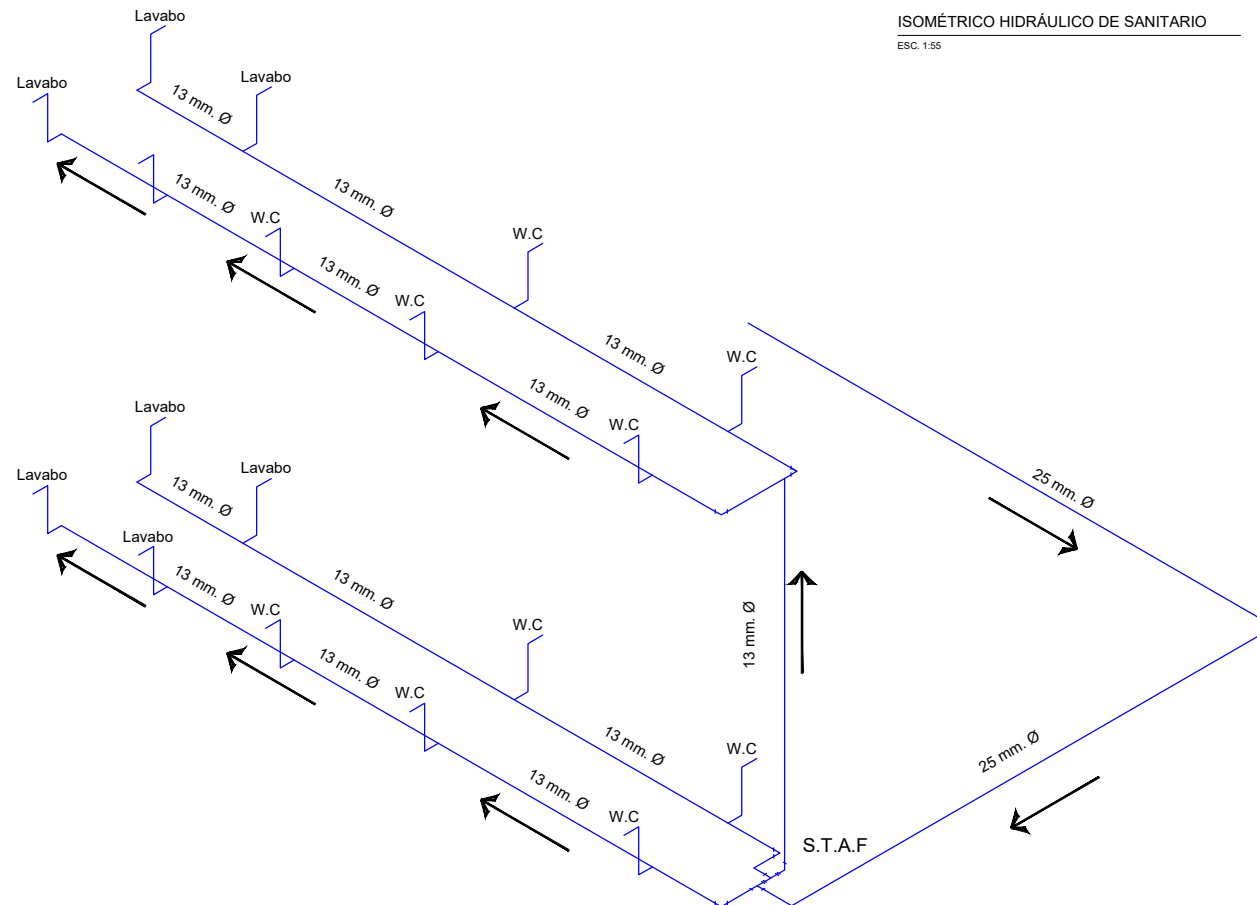 Lavabo
ISOMÉTRICO HIDRÁULICO DE SANITARIO
ESC. 1:55
Lavabo
Lavabo
13 mm. Ø
13 mm. Ø
13 mm. Ø
W.C
W.C
13 mm. Ø
W.C
13 mm. Ø
W.C
13 mm. Ø
W.C
Lavabo
Lavabo
Lavabo
13 mm. Ø
25 mm. Ø
Lavabo
13 mm. Ø
13 mm. Ø
W.C
W.C
13 mm. Ø
13 mm. Ø
W.C
13 mm. Ø
W.C
25 mm. Ø
13 mm. Ø
W.C
S.T.A.F